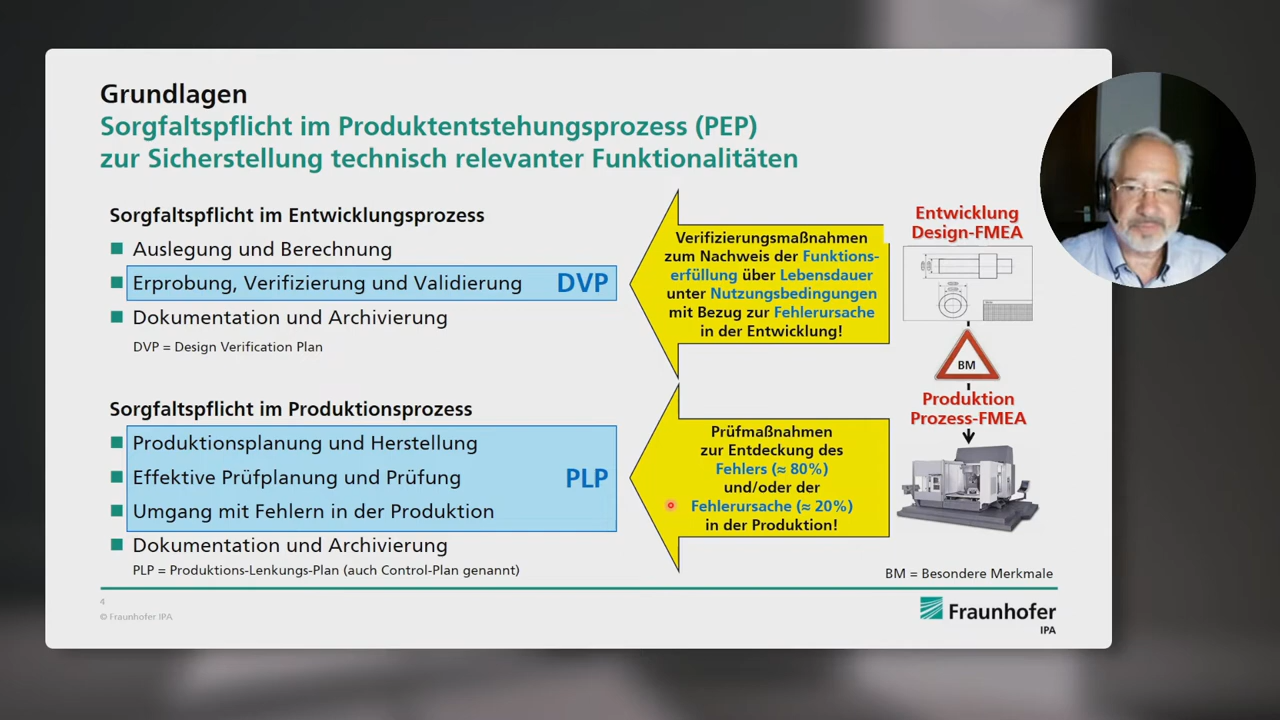 Grundlagen
Sorgfaltspflicht im Produktentstehungsprozess (PEP)
zur Sicherstellung technisch relevanter Funktionalitäten
Sorgfaltspflicht im Entwicklungsprozess
Auslegung und Berechnung
Erprobung, Verifizierung und Validierung DVP
Dokumentation und Archivierung
DVP = Design Verification Plan
Verifizierungsmaßnahmen
zum Nachweis der Funktions-
erfüllung über Lebensdauer
unter Nutzungsbedingungen
mit Bezug zur Fehlerursache
in der Entwicklung!
Entwicklung
Design-FMEA
BM
Sorgfaltspflicht im Produktionsprozess
Produktionsplanung und Herstellung
Effektive Prüfplanung und Prüfung PLP
Umgang mit Fehlern in der Produktion
Dokumentation und Archivierung
PLP = Produktions-Lenkungs-Plan (auch Control-Plan genannt)
Prüfmaßnahmen
zur Entdeckung des
Fehlers (≈ 80%)
und/oder der
Fehlerursache (≈ 20%)
in der Produktion!
Produktion
Prozess-FMEA
BM = Besondere Merkmale
4
© Fraunhofer IPA
Fraunhofer
IPA